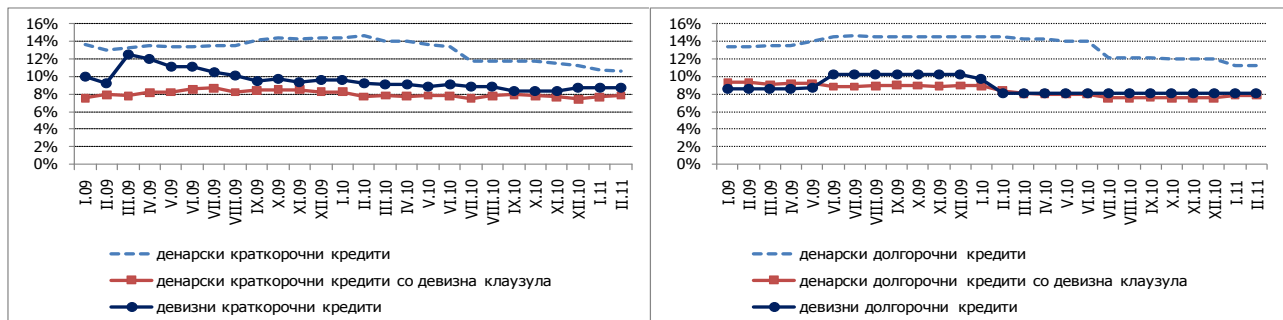 16%
14%
12%
10%
8%
6%
4%
2%
0%
I.09
II.09
III.09
IV.09
V.09
VI.09
VII.09
VIII.09
IX.09
X.09
XI.09
XII.09
I.10
II.10
III.10
IV.10
V.10
VI.10
VII.10
VIII.10
IX.10
X.10
XI.10
XII.10
I.11
II.111
денарски краткорочни кредити
денарски краткорочни кредити со девизна клаузула
девизни краткорочни кредити
16%
14%
12%
10%
8%
6%
4%
2%
0%
I.09
II.09
III.09
IV.09
V.09
VI.09
VII.09
VIII.09
IX.09
X.09
XI.09
XII.09
I.10
II.10
III.10
IV.10
V.10
VI.10
VII.10
VIII.10
IX.10
X.10
XI.10
XII.10
I.11
II.111
денарски долгорочни кредити
денарски долгорочни кредити со девизна клаузула
девизни долгорочни кредити